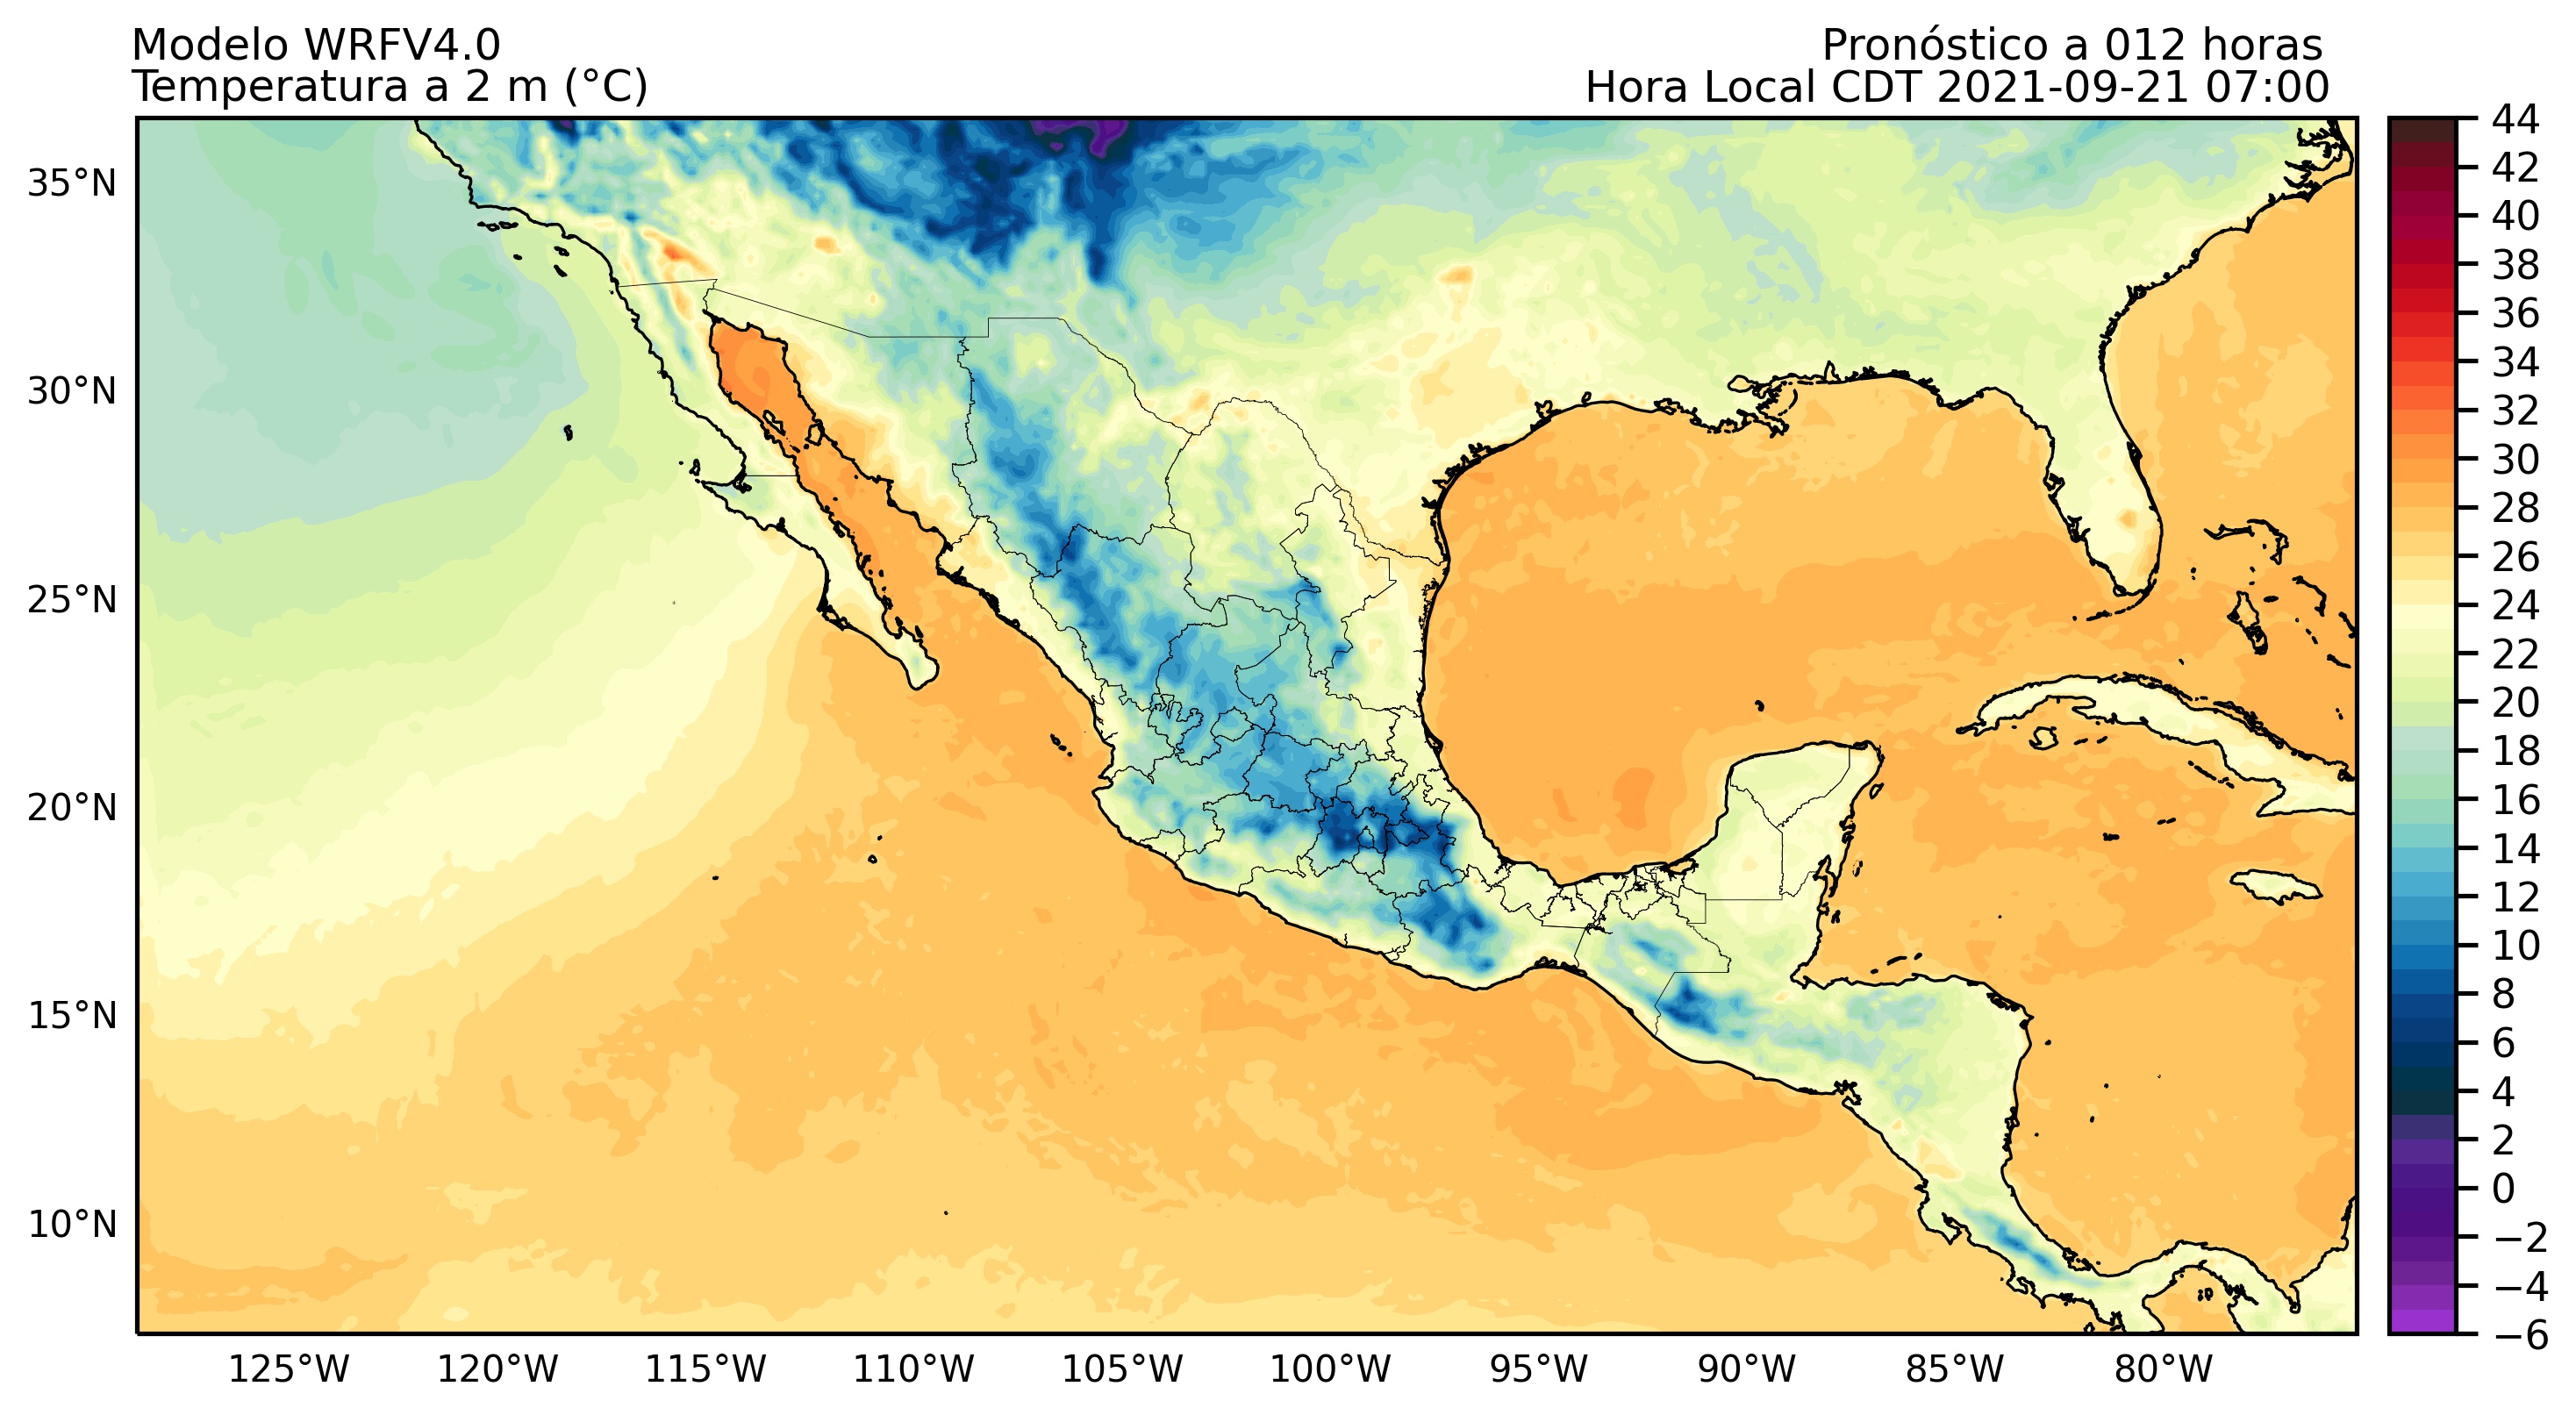 Modelo WRFV4.0
Temperatura a 2 m (°C)
Pronóstico a 012 horas
Hora Local CDT 2021-09-21 07:00
35°N
30°N
25°N
20°N
15°N
10°N
125°W
120°W
115°W
110°W
105°W
100°W
95°W
90°W
85°W
80°W
44
42
40
38
36
34
32
30
28
26
24
22
20
18
16
14
12
10
8
6
4
2
0
−2
−4
−6